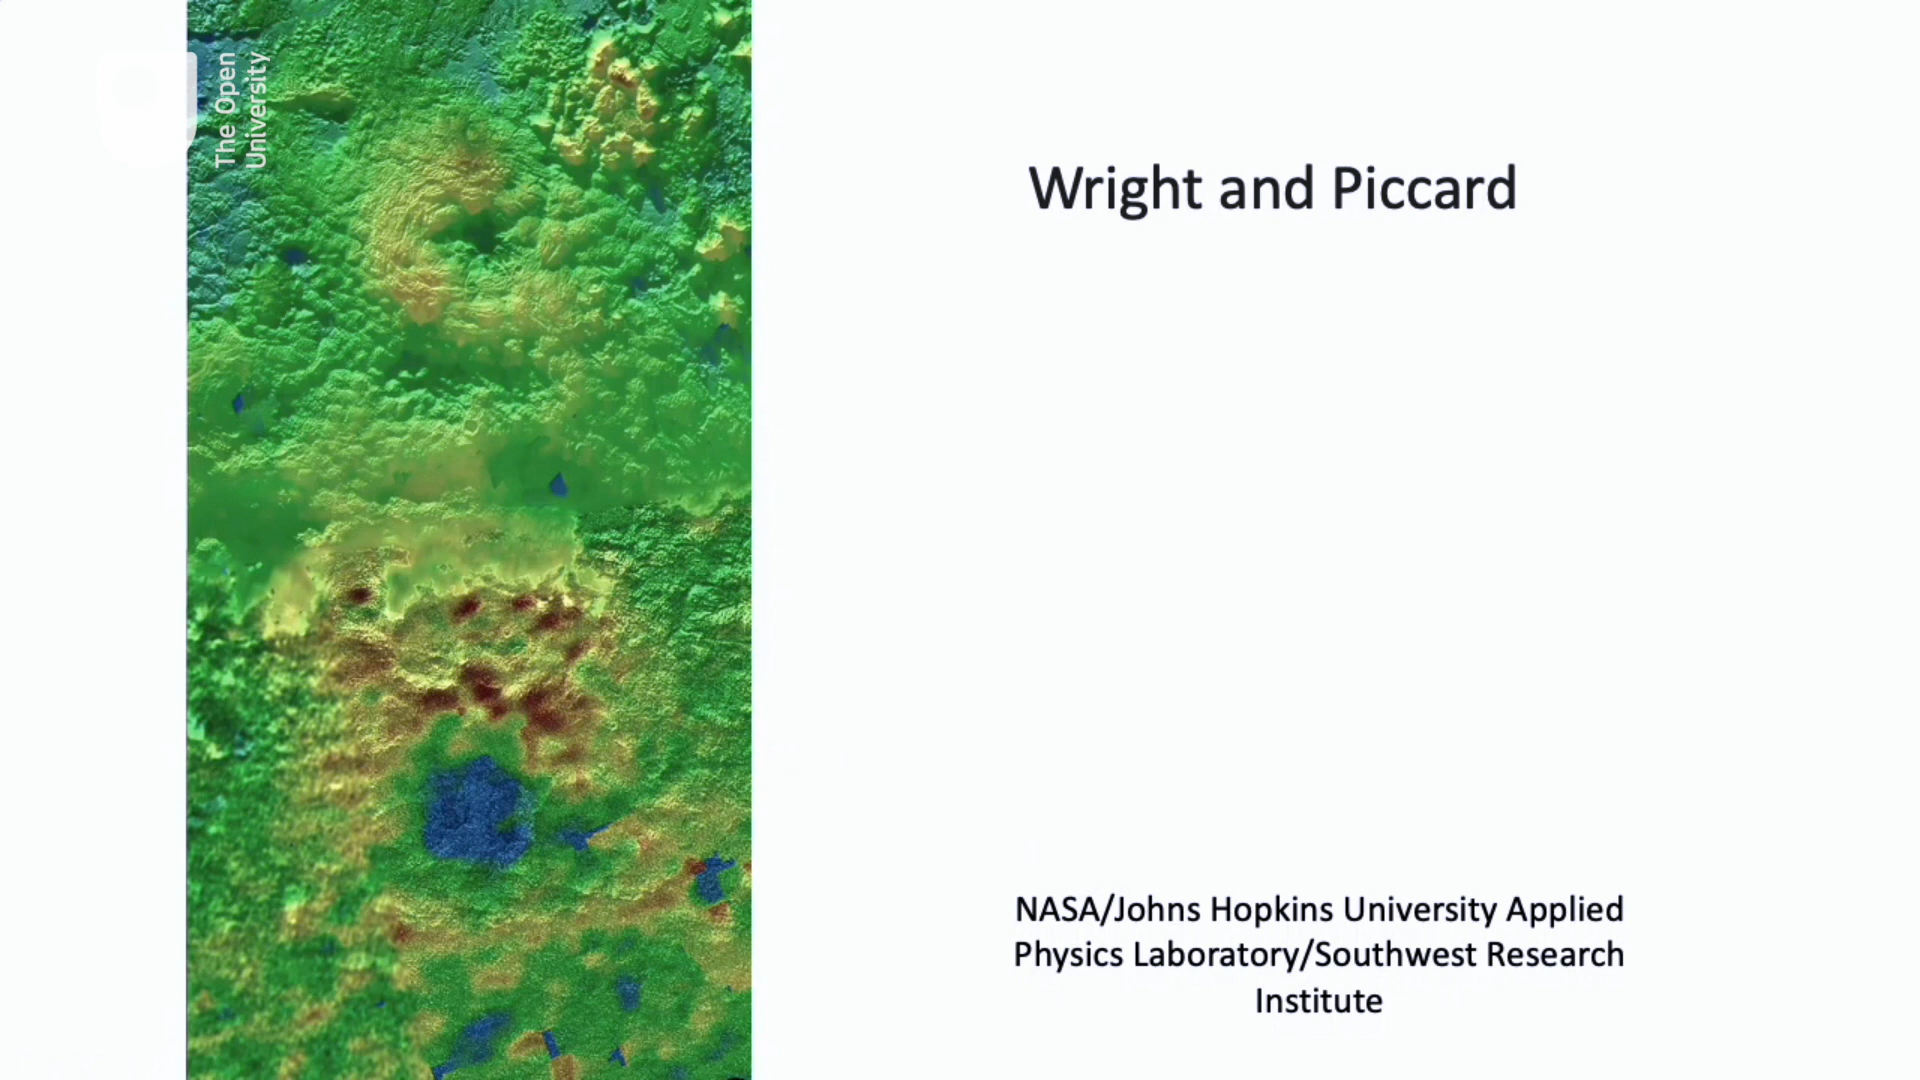 The Open
University
Wright and Piccard
NASA/Johns Hopkins University Applied
Physics Laboratory/Southwest Research
Institute